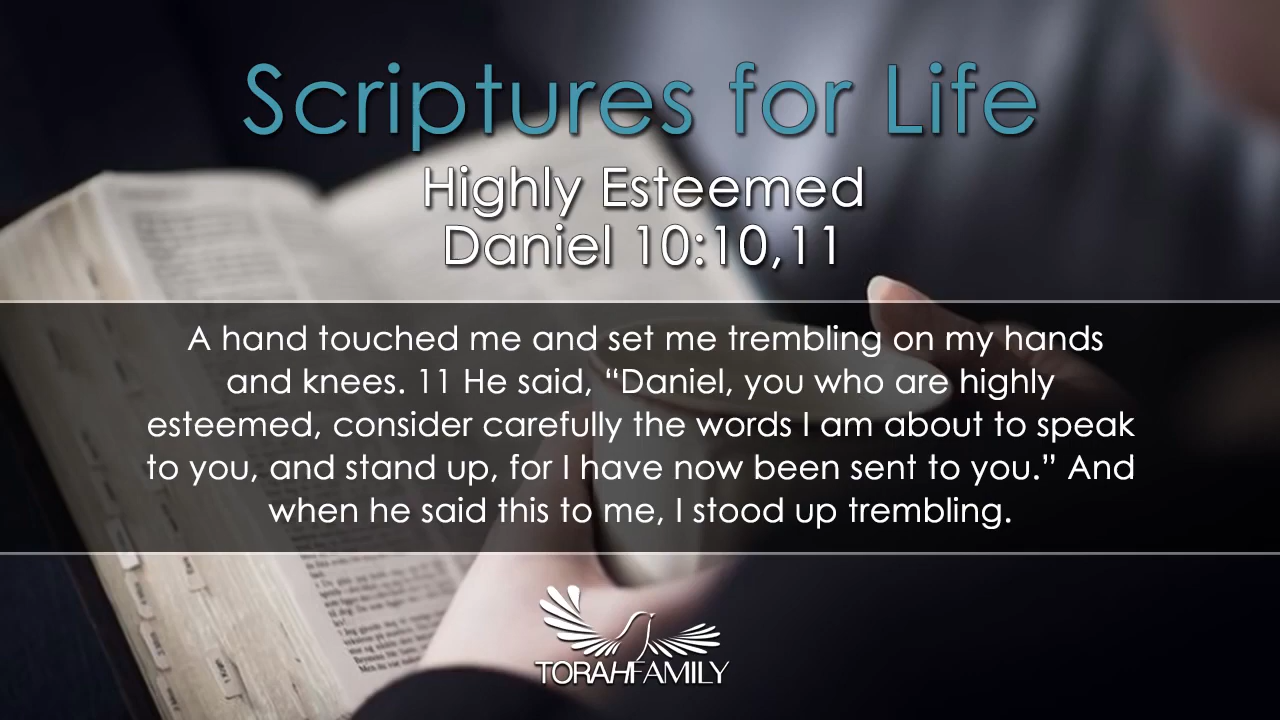 Scriptures for Life
Highly Esteemed
Daniel 10:10,11
A hand touched me and set me trembling on my hands
and knees. 11 He said, “Daniel, you who are highly
esteemed, consider carefully the words I am about to speak
to you, and stand up, for I have now been sent to you.” And
when he said this to me, I stood up trembling.
TORAHFAMILY